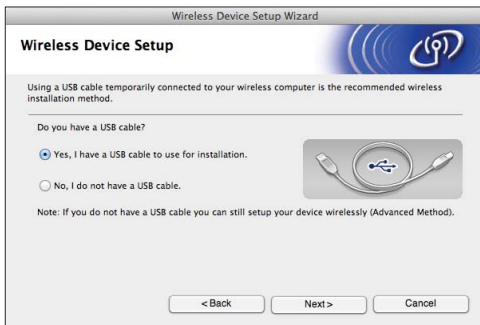 Wireless Device Setup Wizard
Wireless Device Setup
Using a USB cable temporarily connected to your wireless computer is the recommended wireless
installation method.
Do you have a USB cable?
Yes, I have a USB cable to use for installation.
No, I do not have a USB cable.
Note: If you do not have a USB cable you can still setup your device wirelessly (Advanced Method).
< Back
Next >
Cancel